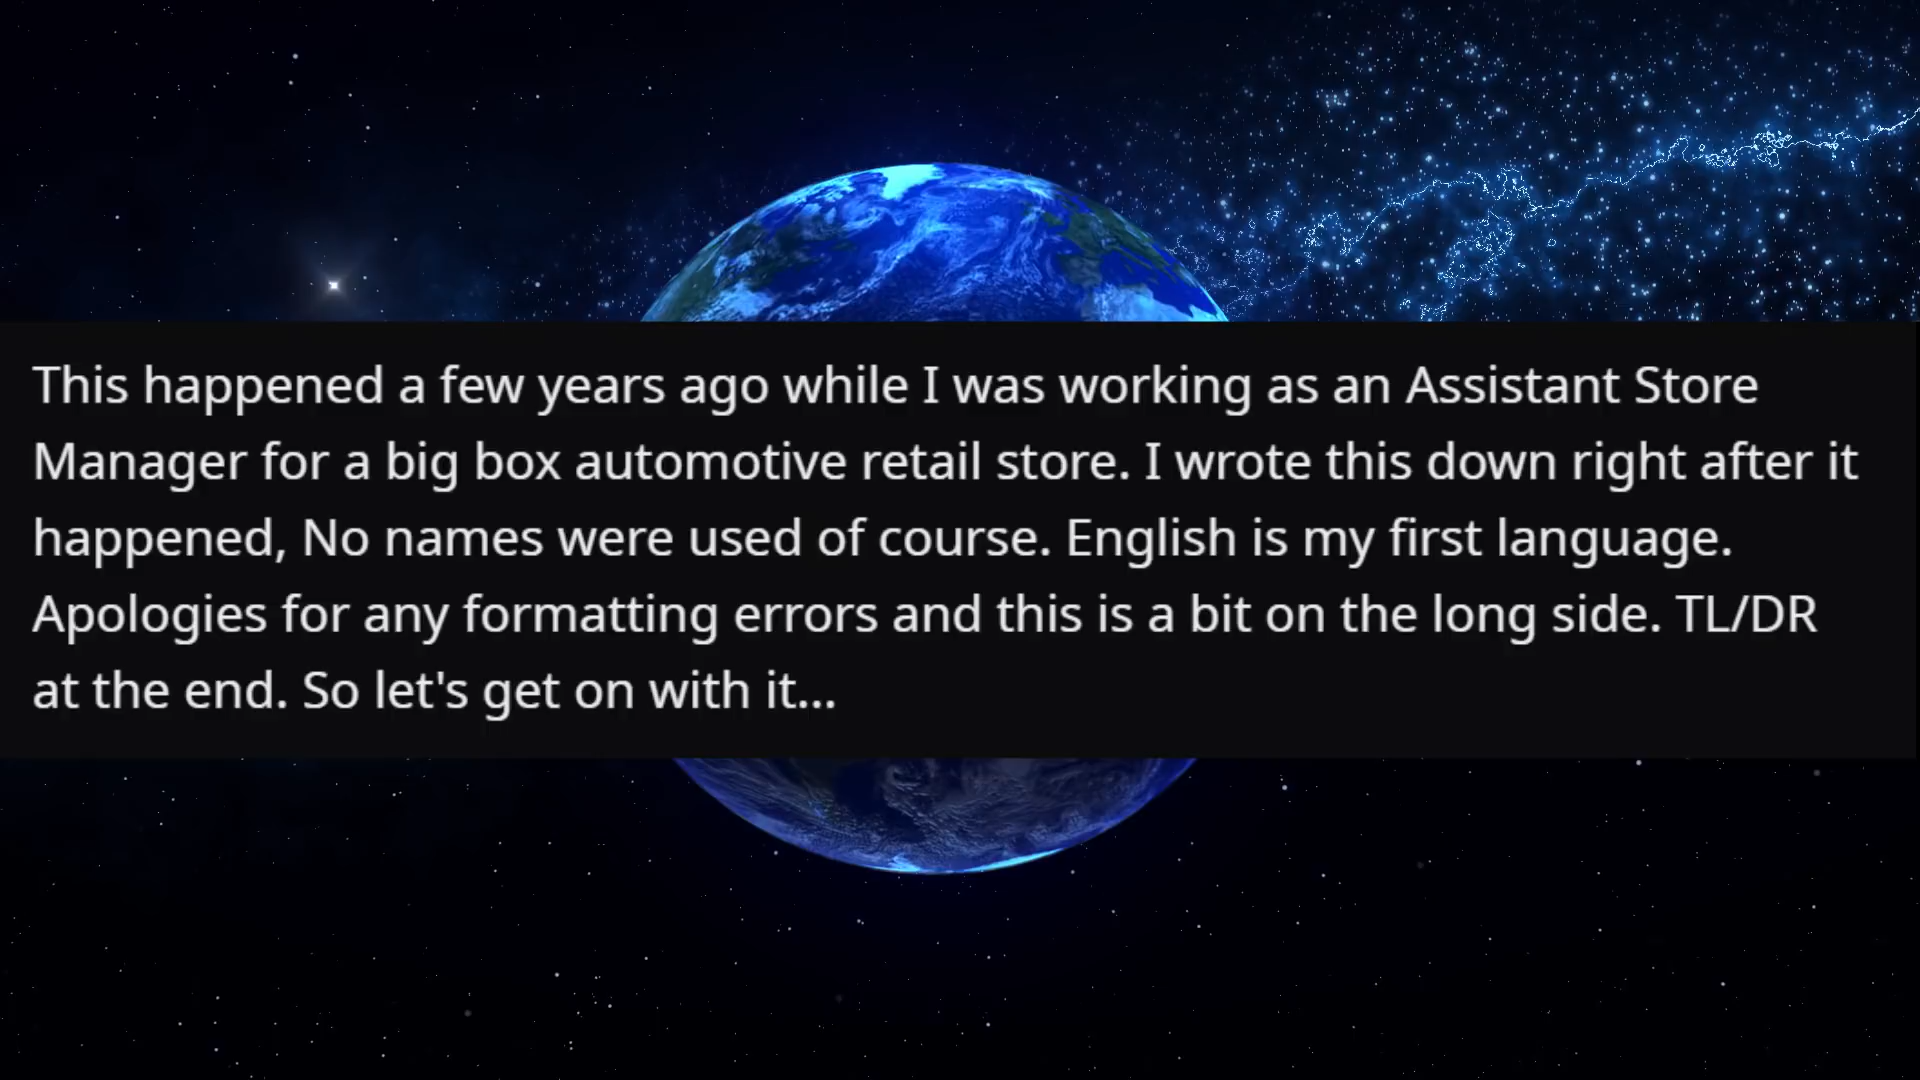 This happened a few years ago while I was working as an Assistant Store
Manager for a big box automotive retail store. I wrote this down right after it
happened, No names were used of course. English is my first language.
Apologies for any formatting errors and this is a bit on the long side. TL/DR
at the end. So let's get on with it...